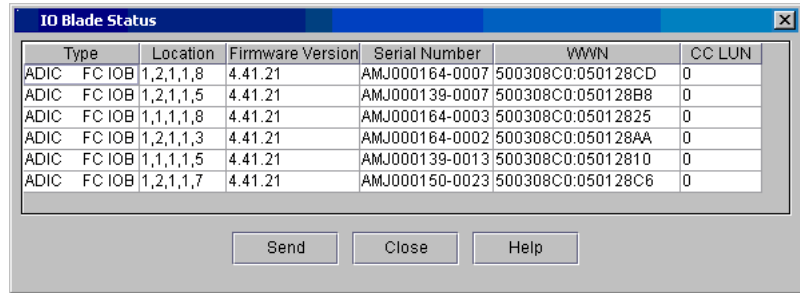 IO Blade Status
Type Location Firmware Version Serial Number WWN CC LUN
ADIC FC IOB 1,2,1,1,8 4.41.21 AMJ000164-0007 500308C0:050128CD 0
ADIC FC IOB 1,2,1,1,5 4.41.21 AMJ000139-0007 500308C0:050128B8 0
ADIC FC IOB 1,1,1,1,8 4.41.21 AMJ000164-0003 500308C0:05012825 0
ADIC FC IOB 1,2,1,1,3 4.41.21 AMJ000164-0002 500308C0:050128AA 0
ADIC FC IOB 1,1,1,1,5 4.41.21 AMJ000139-0013 500308C0:05012810 0
ADIC FC IOB 1,2,1,1,7 4.41.21 AMJ000150-0023 500308C0:050128C6 0
Send Close Help